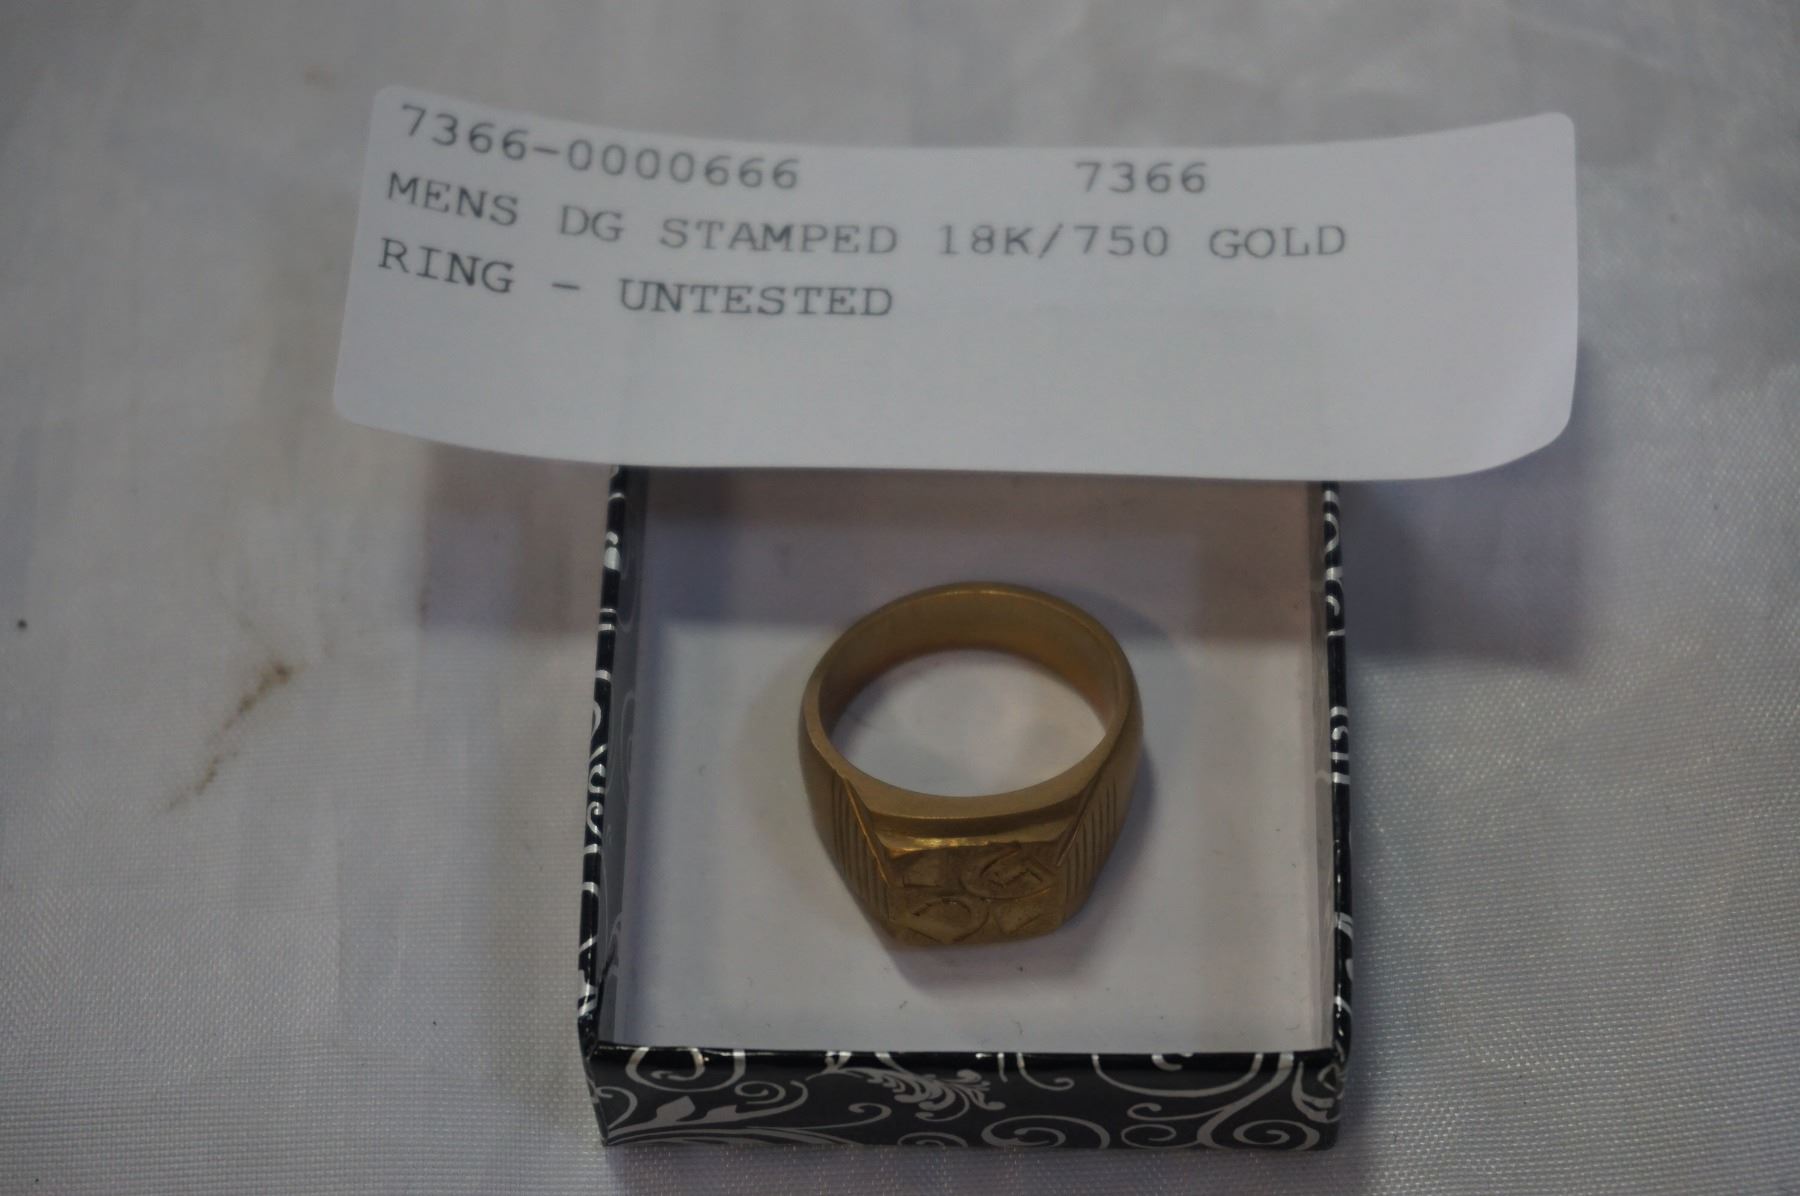 7366-0000666 7366
MENS DG STAMPED 18K/750 GOLD
RING - UNTESTED